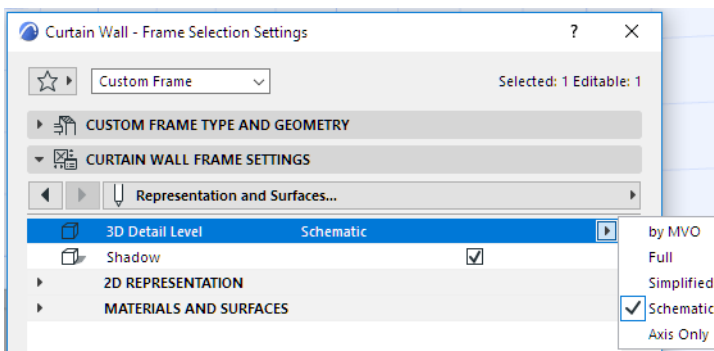 Curtain Wall - Frame Selection Settings ?
Custom Frame Selected: 1 Editable: 1
CUSTOM FRAME TYPE AND GEOMETRY
CURTAIN WALL FRAME SETTINGS
Representation and Surfaces...
3D Detail Level Schematic
by MVO
Shadow
Full
2D REPRESENTATION
Simplified
MATERIALS AND SURFACES
Schematic
Axis Only